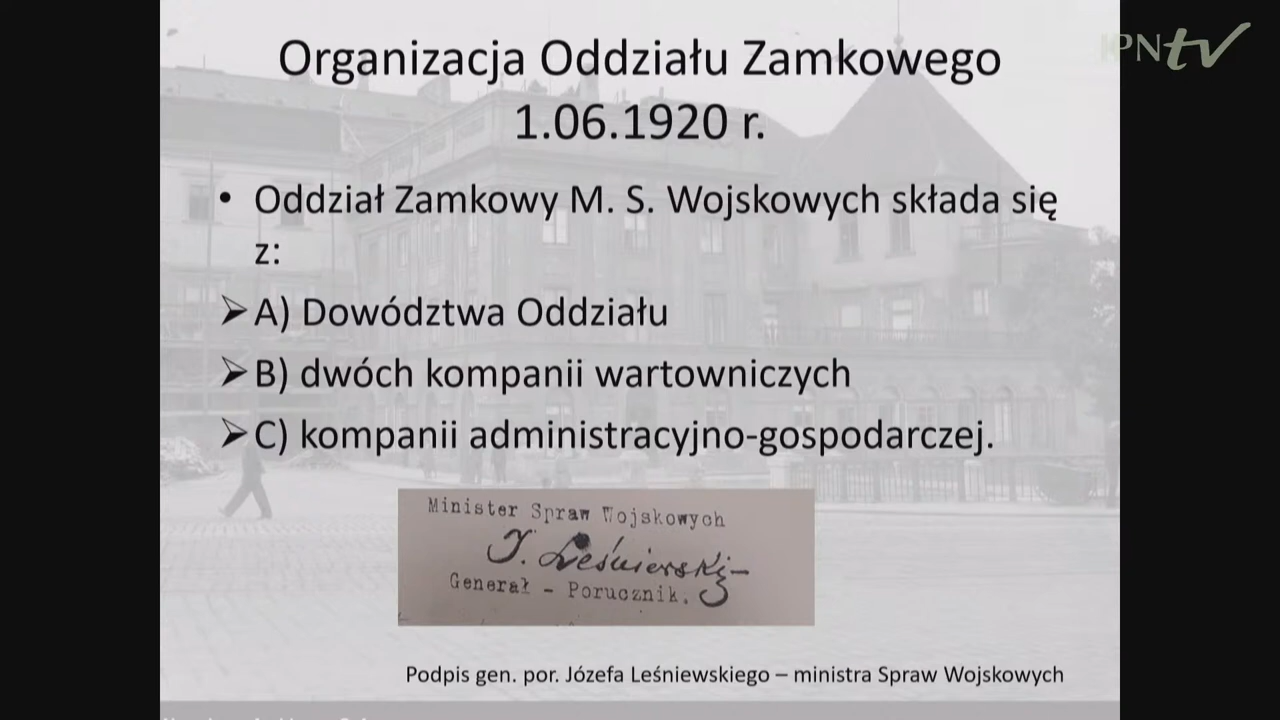 IPNtv
Organizacja Oddziału Zamkowego
1.06.1920 r.
• Oddział Zamkowy M. S. Wojskowych składa się
z:
➢ A) Dowództwa Oddziału
➢ B) dwóch kompanii wartowniczych
➢ C) kompanii administracyjno-gospodarczej.
Minister Spraw Wojskowych
J. Leśniewski
Generał - Porucznik.
Podpis gen. por. Józefa Leśniewskiego – ministra Spraw Wojskowych